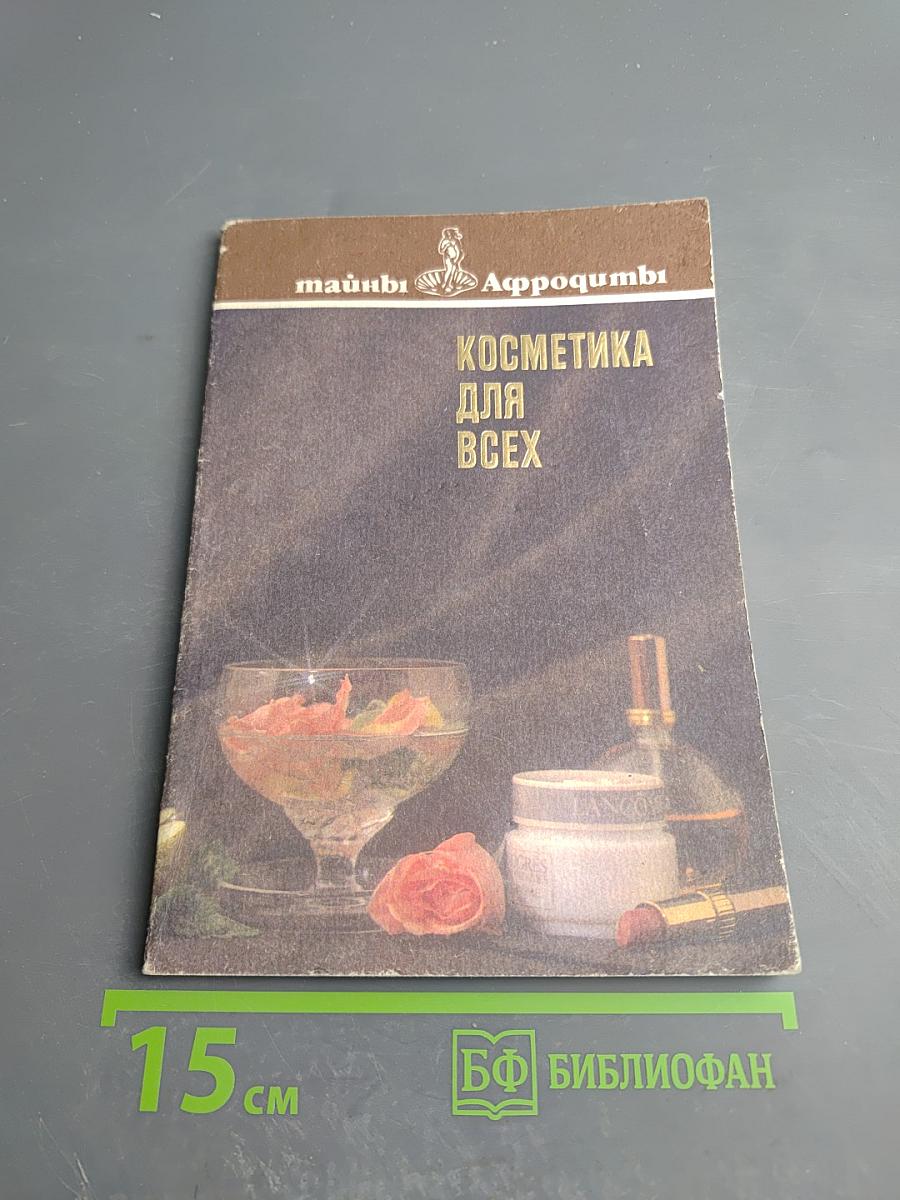 тайны Афродиты
КОСМЕТИКА
ДЛЯ
ВСЕХ
15 см
БФ БИБЛИОФАН